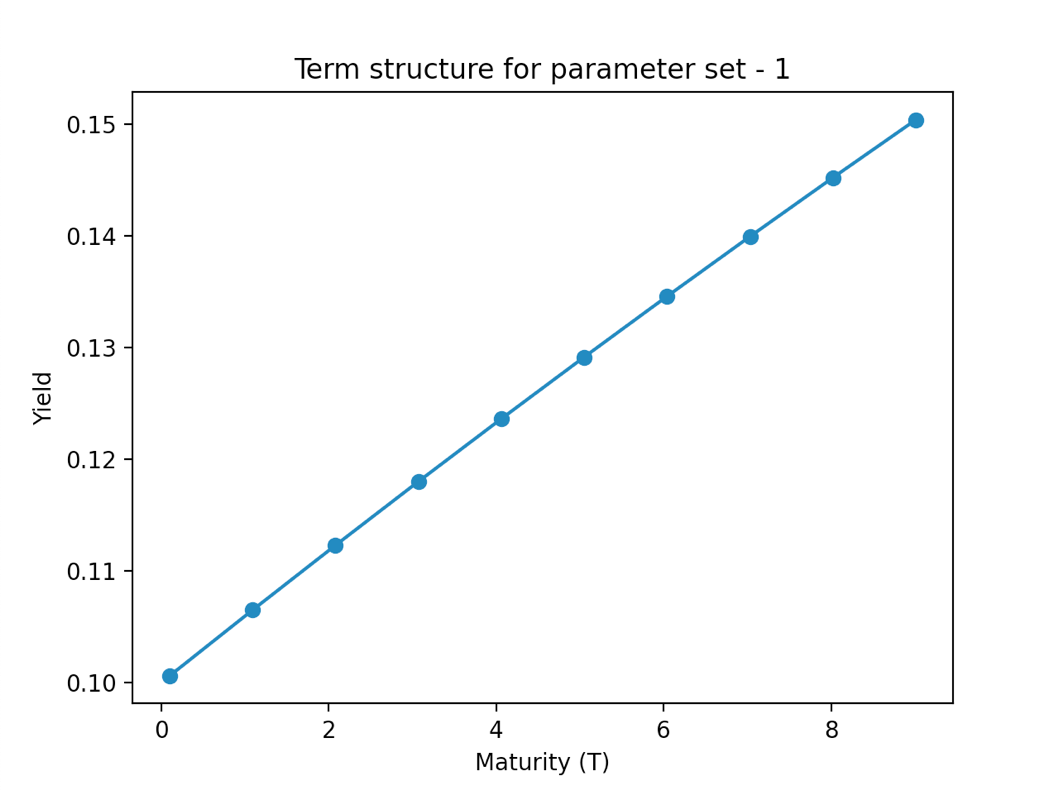 Term structure for parameter set - 1
0.15
0.14
0.13
0.12
0.11
0.10
Yield
0 2 4 6 8
Maturity (T)